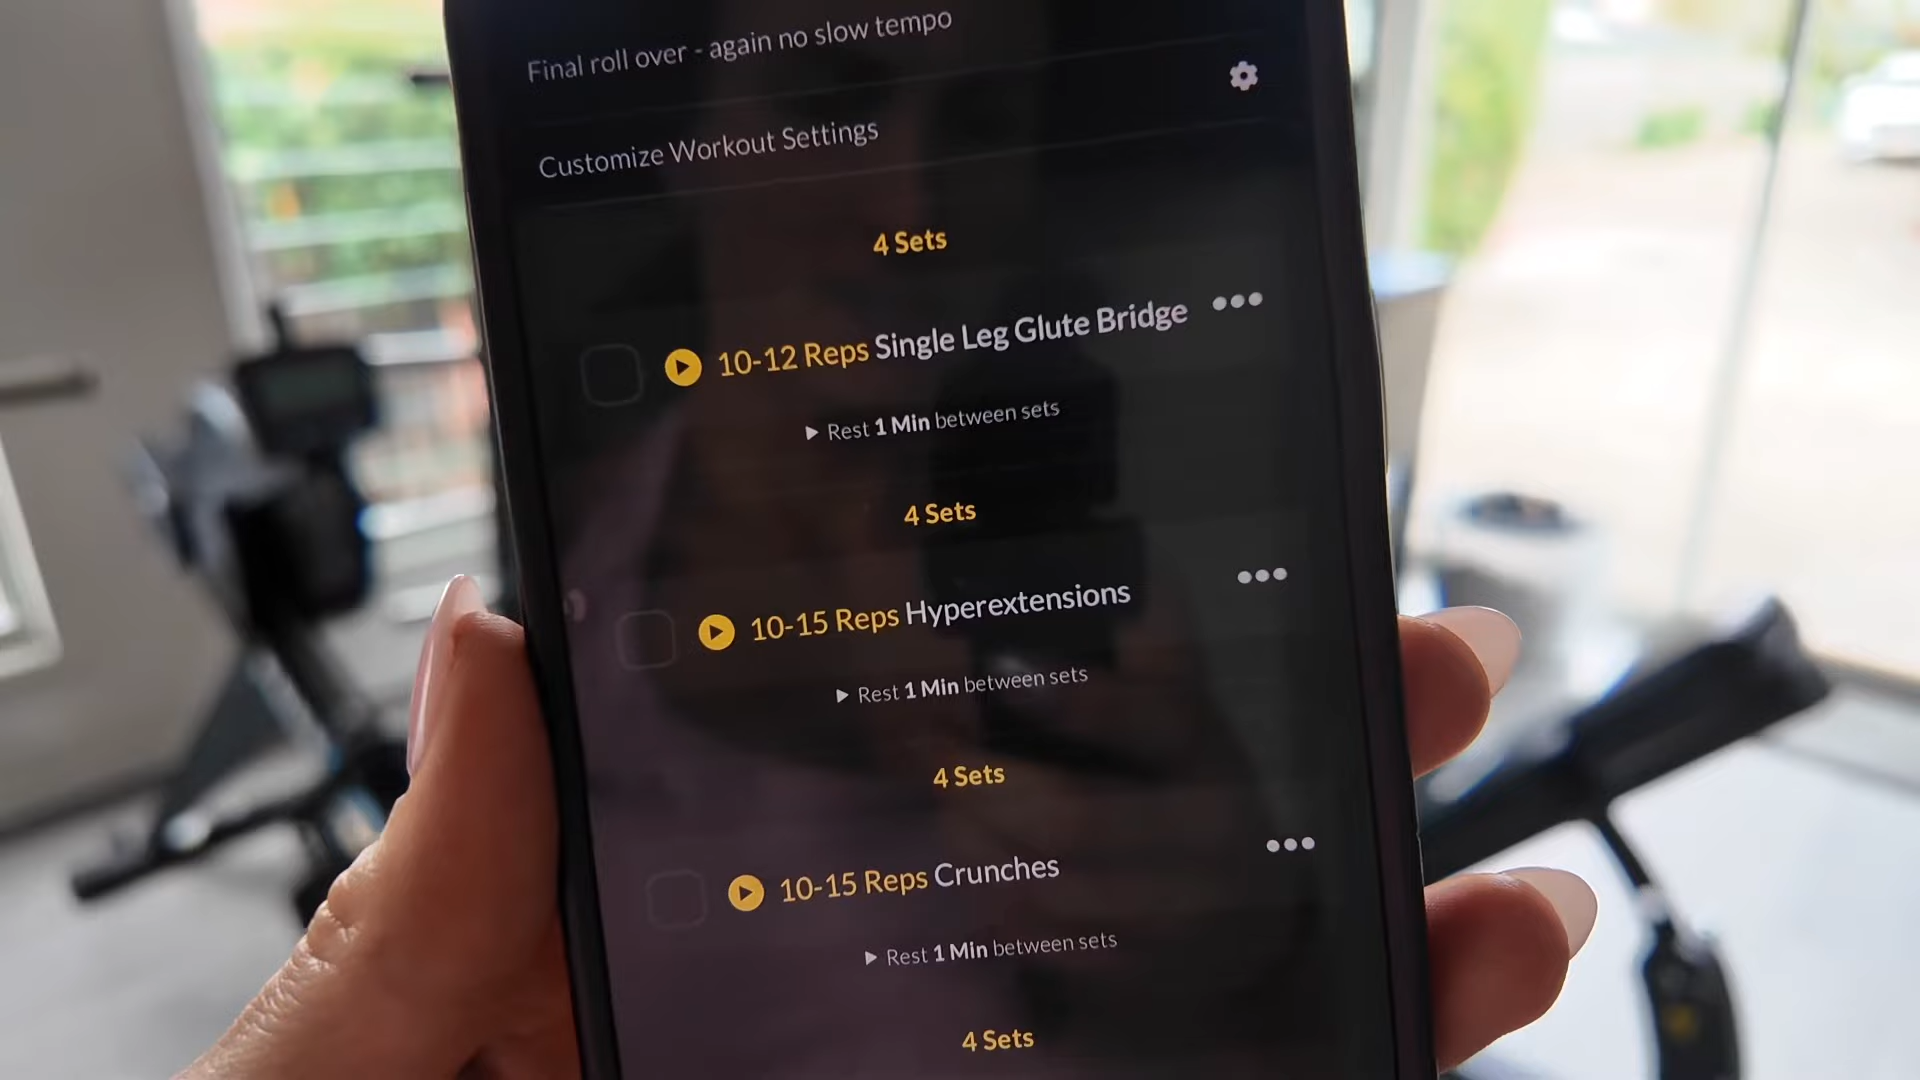 Final roll over - again no slow tempo
Customize Workout Settings
4 Sets
10-12 Reps Single Leg Glute Bridge
Rest 1 Min between sets
4 Sets
10-15 Reps Hyperextensions
Rest 1 Min between sets
4 Sets
10-15 Reps Crunches
Rest 1 Min between sets
4 Sets